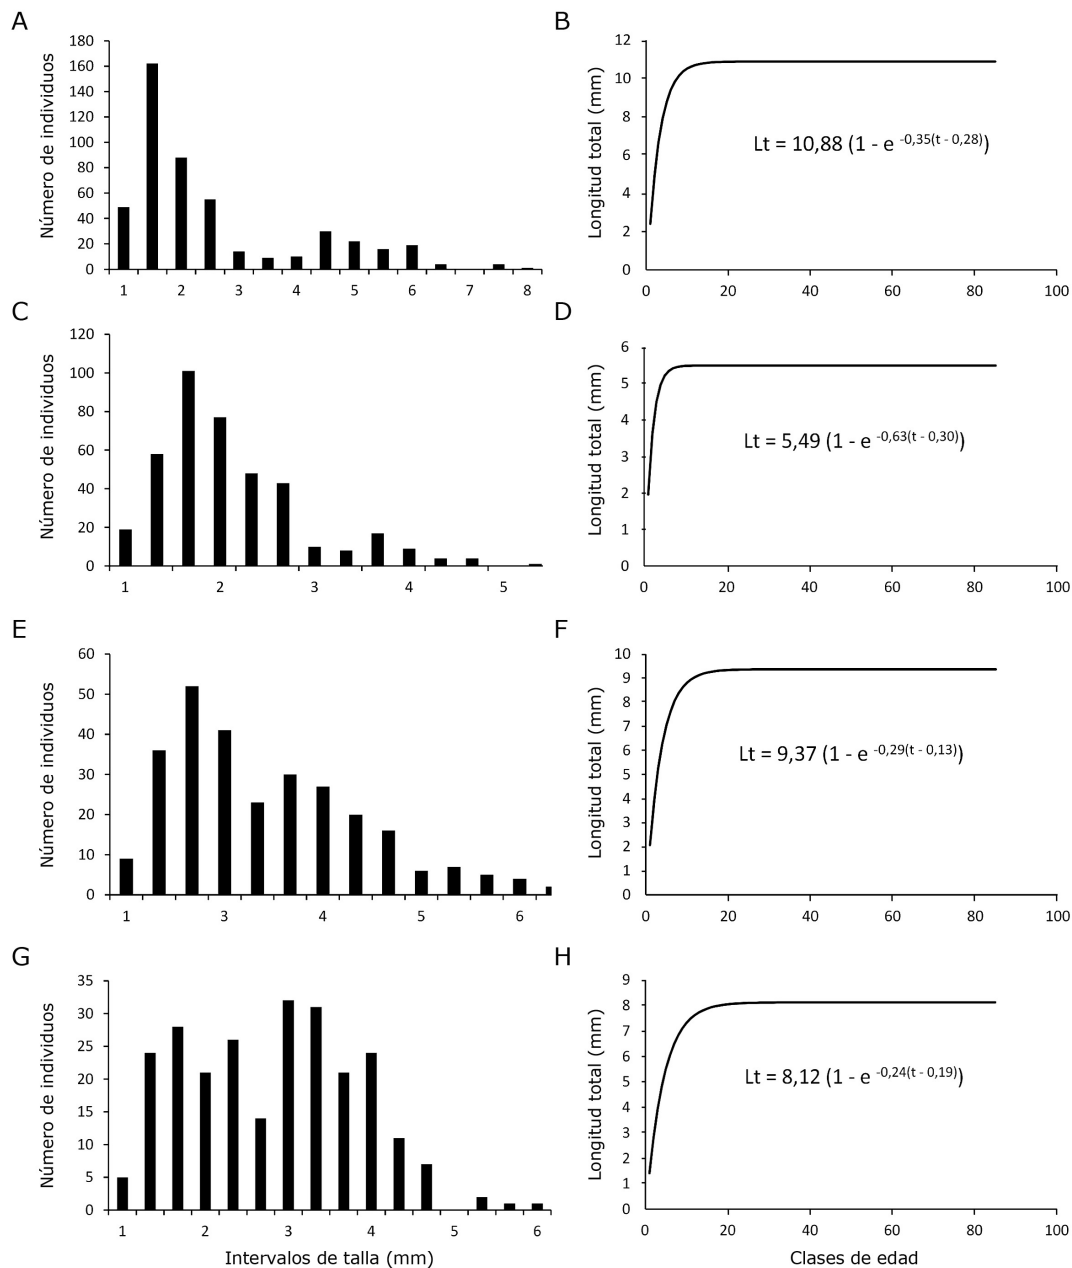 A
Número de individuos
180
160
140
120
100
80
60
40
20
0
1 2 3 4 5 6 7 8
B
Longitud total (mm)
12
10
8
6
4
2
0
0 20 40 60 80 100
Lt = 10,88 (1 - e -0,35(t - 0,28))
C
Número de individuos
120
100
80
60
40
20
0
1 2 3 4 5
D
Longitud total (mm)
6
5
4
3
2
1
0
0 20 40 60 80 100
Lt = 5,49 (1 - e -0,63(t - 0,30))
E
Número de individuos
60
50
40
30
20
10
0
1 3 4 5 6
F
Longitud total (mm)
10
9
8
7
6
5
4
3
2
1
0
0 20 40 60 80 100
Lt = 9,37 (1 - e -0,29(t - 0,13))
G
Número de individuos
35
30
25
20
15
10
5
0
1 2 3 4 5 6
Intervalos de talla (mm)
H
Longitud total (mm)
9
8
7
6
5
4
3
2
1
0
0 20 40 60 80 100
Lt = 8,12 (1 - e -0,24(t - 0,19))
Clases de edad